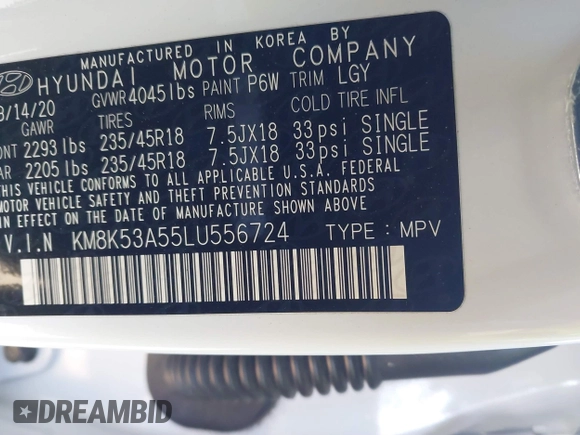 MANUFACTURED IN KOREA BY
HYUNDAI MOTOR COMPANY
/14/20 GVWR 4045 lbs PAINT P6W TRIM LGY
GAWR TIRES RIMS COLD TIRE INFL
ONT 2293 lbs 235/45R18 7.5JX18 33 psi SINGLE
AR 2205 lbs 235/45R18 7.5JX18 33 psi SINGLE
THIS VEHICLE CONFORMS TO ALL APPLICABLE U.S.A. FEDERAL
MOTOR VEHICLE SAFETY AND THEFT PREVENTION STANDARDS
IN EFFECT ON THE DATE OF MANUFACTURE SHOWN ABOVE
V.I.N KM8K53A55LU556724 TYPE : MPV
DREAMBID